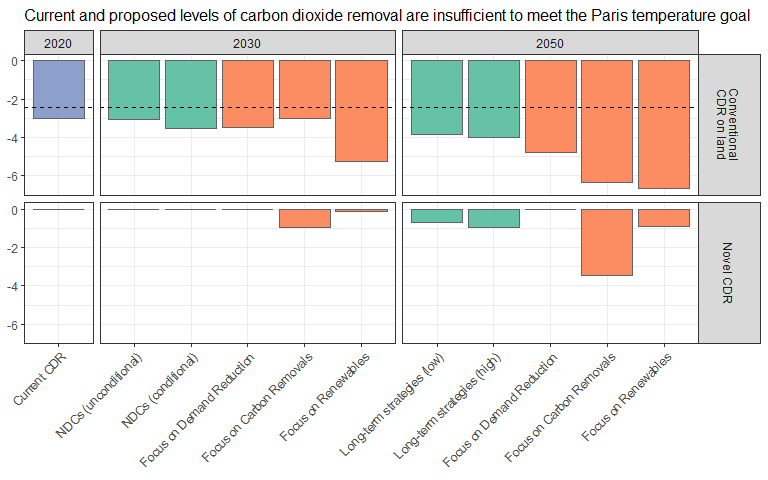 Current and proposed levels of carbon dioxide removal are insufficient to meet the Paris temperature goal
2020
2030
2050
0
-2
-4
-6
Conventional
CDR on land
0
-2
-4
-6
Novel CDR
Current CDR
NDCs (unconditional)
NDCs (conditional)
Focus on Demand Reduction
Focus on Carbon Removals
Focus on Renewables
Long-term strategies (low)
Long-term strategies (high)
Focus on Demand Reduction
Focus on Carbon Removals
Focus on Renewables